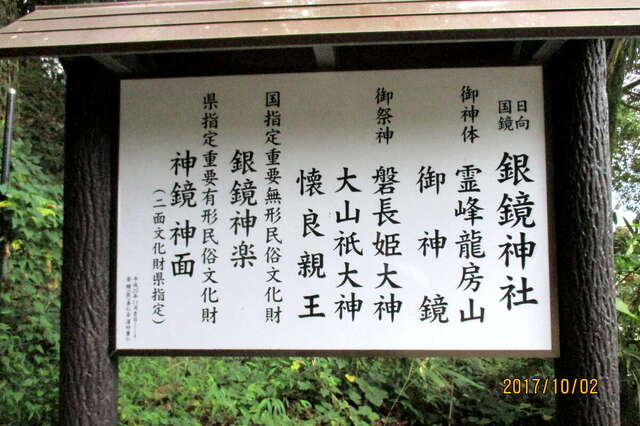 日向
国鏡
銀鏡神社
御神体
霊峰龍房山
御神鏡
御祭神
磐長姫大神
大山祇大神
懐良親王
国指定重要無形民俗文化財
銀鏡神楽
県指定重要有形民俗文化財
神鏡神面
(二面文化財県指定)
2017/10/02